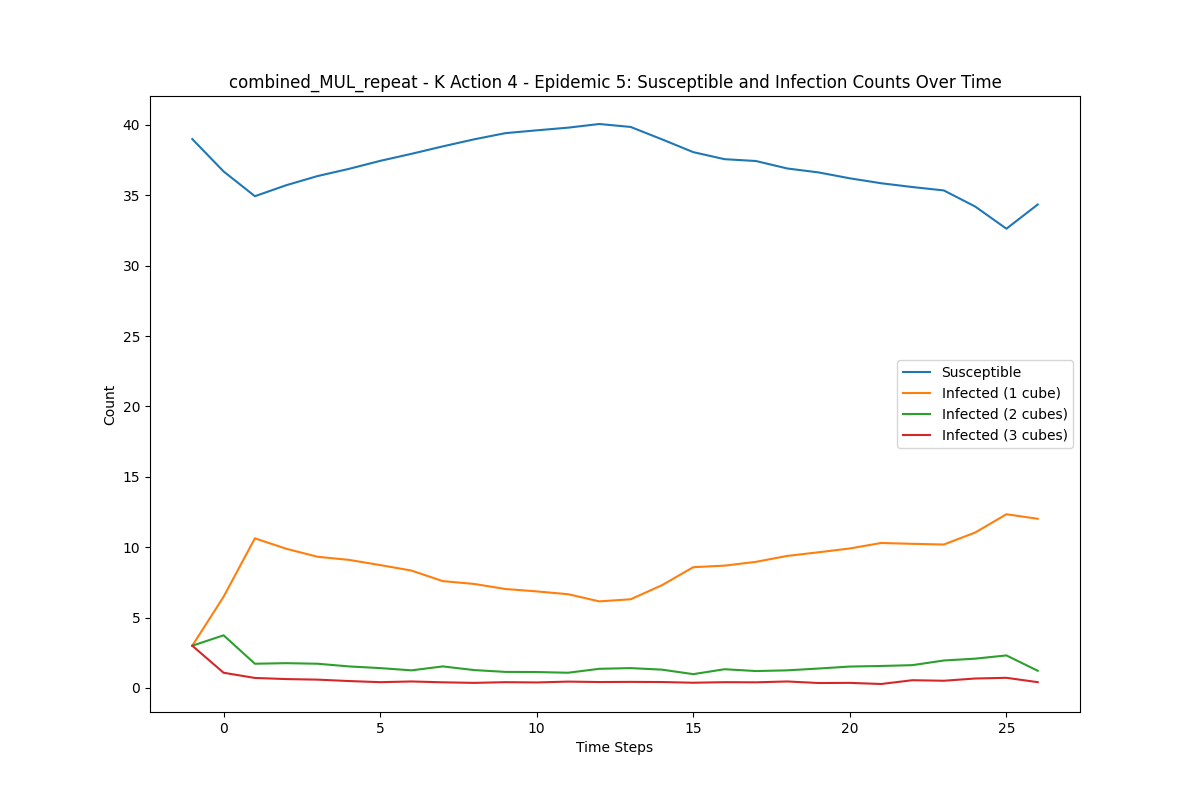 combined_MUL_repeat - K Action 4 - Epidemic 5: Susceptible and Infection Counts Over Time
40
35
30
25
20
15
10
5
0
Count
Susceptible
Infected (1 cube)
Infected (2 cubes)
Infected (3 cubes)
0 5 10 15 20 25
Time Steps